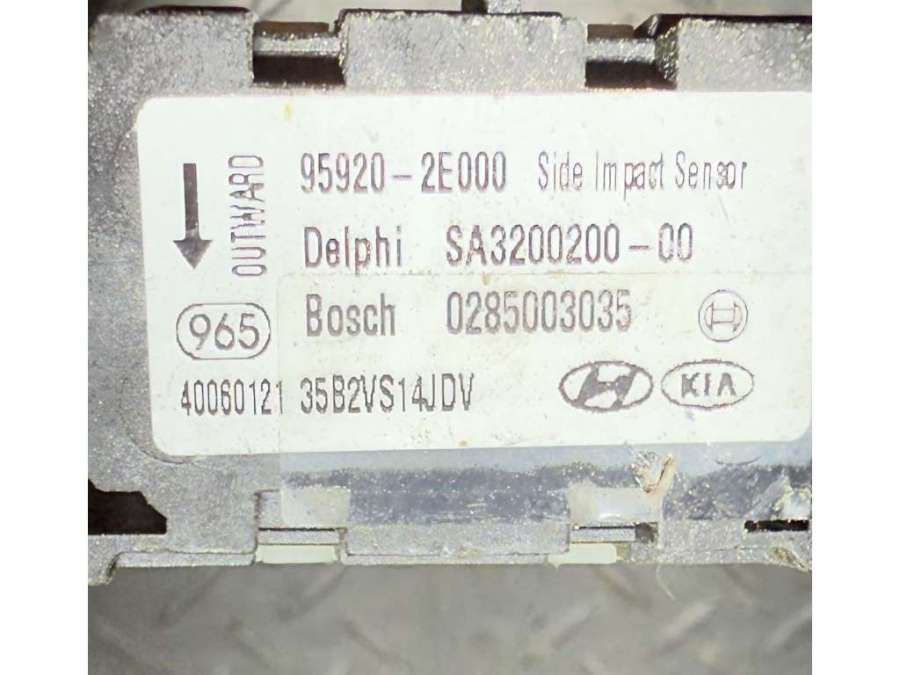 OUTWARD
95920-2E000 Side Impact Sensor
Delphi SA3200200-00
965
Bosch 0285003035
40060121 35B2VS14JDV
KIA